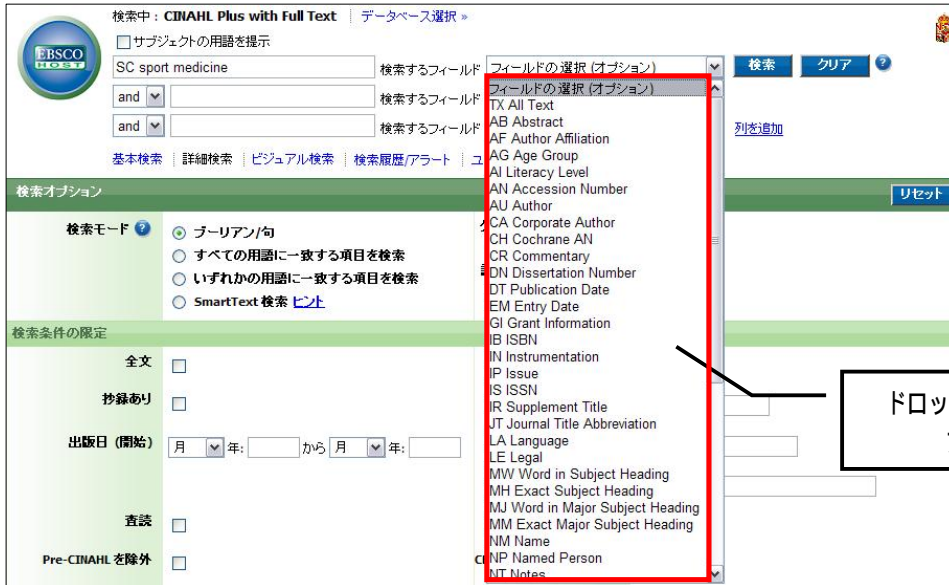 検索中: CINAHL Plus with Full Text データベース選択 »
サブジェクトの用語を提示
EBSCO HOST
SC sport medicine 検索するフィールド フィールドの選択 (オプション) 検索 クリア ?
and 検索するフィールド
and 検索するフィールド 列を追加
基本検索 詳細検索 ビジュアル検索 検索履歴/アラート ユ
フィールドの選択 (オプション)
TX All Text
AB Abstract
AF Author Affiliation
AG Age Group
AI Literacy Level
AN Accession Number
AU Author
CA Corporate Author
CH Cochrane AN
CR Commentary
DN Dissertation Number
DT Publication Date
EM Entry Date
GI Grant Information
IB ISBN
IN Instrumentation
IP Issue
IS ISSN
IR Supplement Title
JT Journal Title Abbreviation
LA Language
LE Legal
MW Word in Subject Heading
MH Exact Subject Heading
MJ Word in Major Subject Heading
MM Exact Major Subject Heading
NM Name
NP Named Person
NT Notes
検索オプション リセット
検索モード ?
ブーリアン/句
すべての用語に一致する項目を検索
いずれかの用語に一致する項目を検索
SmartText 検索 ヒント
検索条件の限定
全文
抄録あり
出版日 (開始) 月 年: から 月 年:
査読
Pre-CINAHL を除外
ドロッ